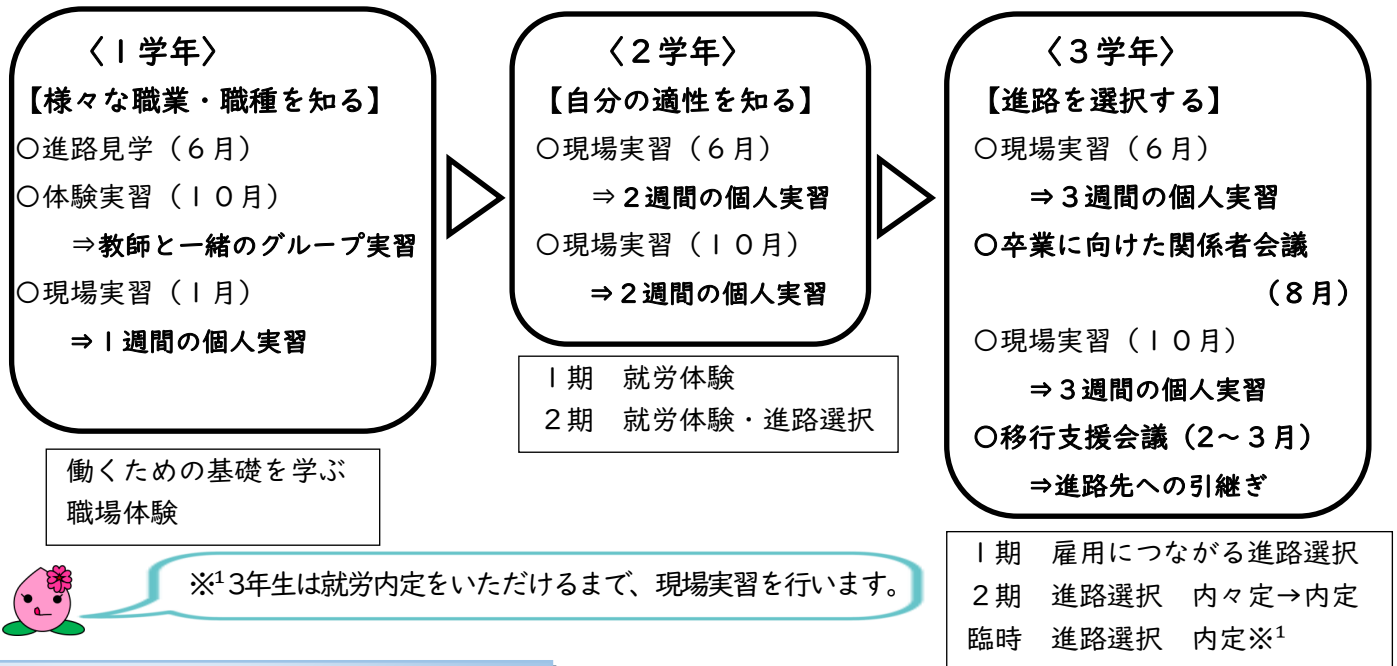 〈１学年〉
【様々な職業・職種を知る】
○進路見学（６月）
○体験実習（１０月）
⇒教師と一緒のグループ実習
○現場実習（１月）
⇒１週間の個人実習
働くための基礎を学ぶ
職場体験
〈２学年〉
【自分の適性を知る】
○現場実習（６月）
⇒２週間の個人実習
○現場実習（１０月）
⇒２週間の個人実習
１期　就労体験
２期　就労体験・進路選択
〈３学年〉
【進路を選択する】
○現場実習（６月）
⇒３週間の個人実習
○卒業に向けた関係者会議
（８月）
○現場実習（１０月）
⇒３週間の個人実習
○移行支援会議（2～３月）
⇒進路先への引継ぎ
１期　雇用につながる進路選択
２期　進路選択　内々定→内定
臨時　進路選択　内定※¹
※¹3年生は就労内定をいただけるまで、現場実習を行います。